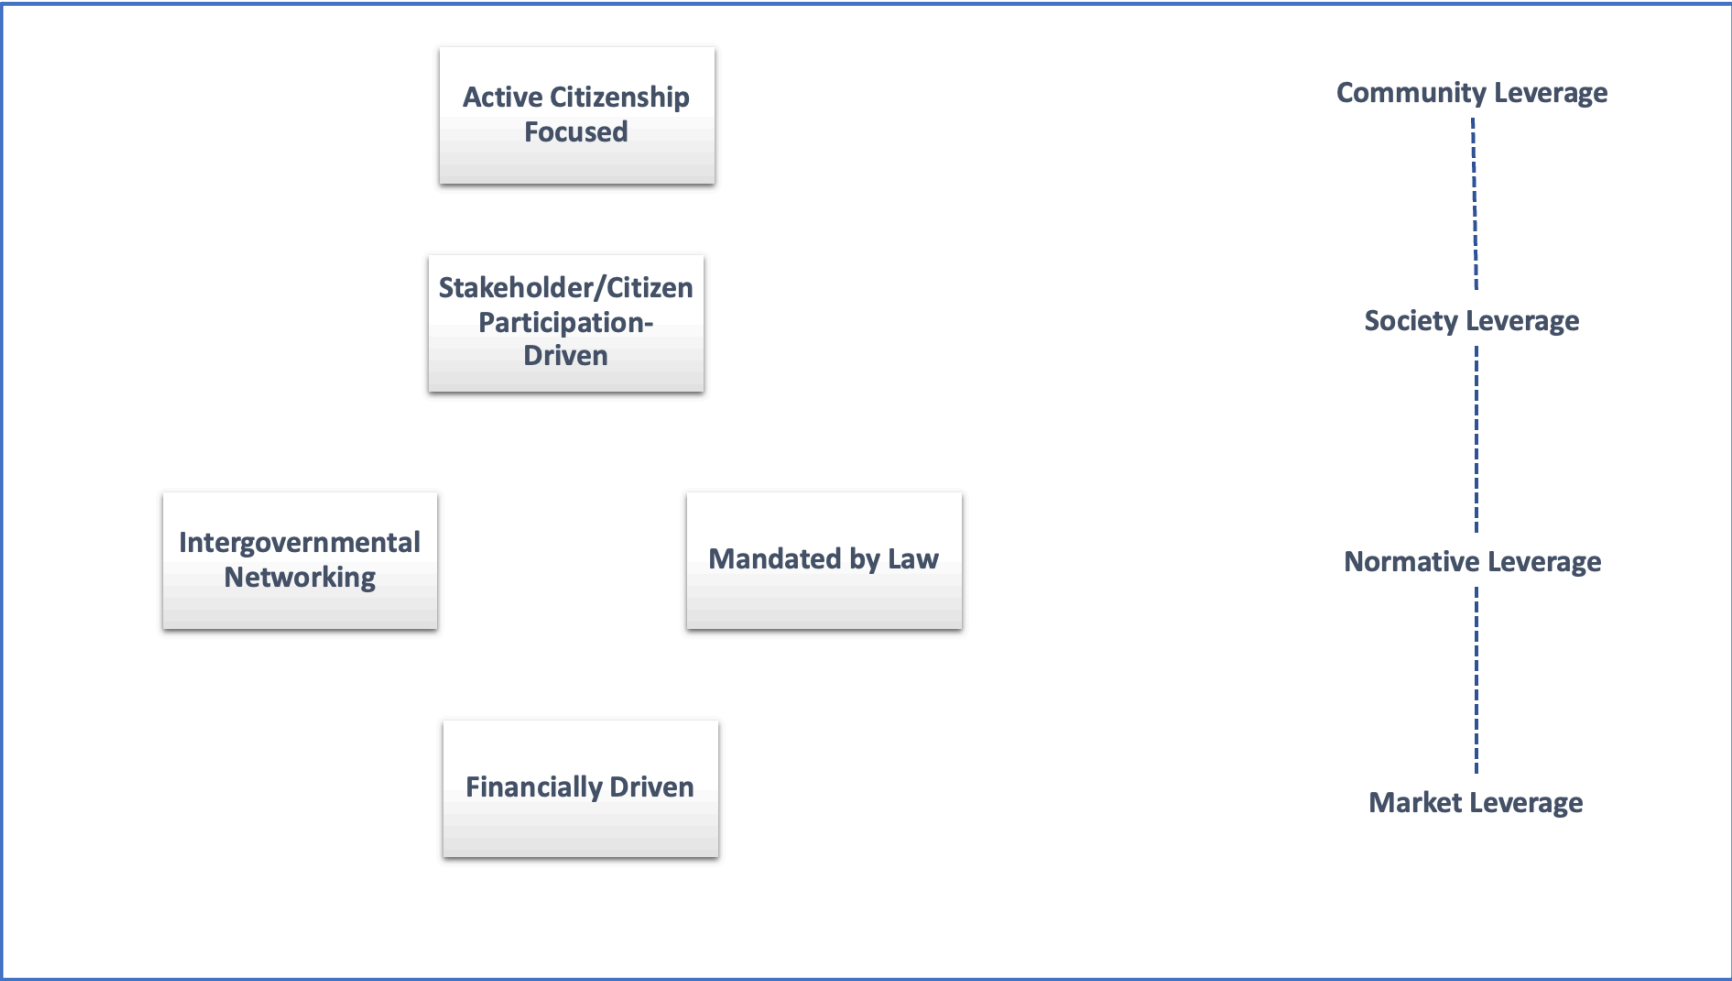 Active Citizenship
Focused
Community Leverage
Stakeholder/Citizen
Participation-
Driven
Society Leverage
Intergovernmental
Networking
Mandated by Law
Normative Leverage
Financially Driven
Market Leverage